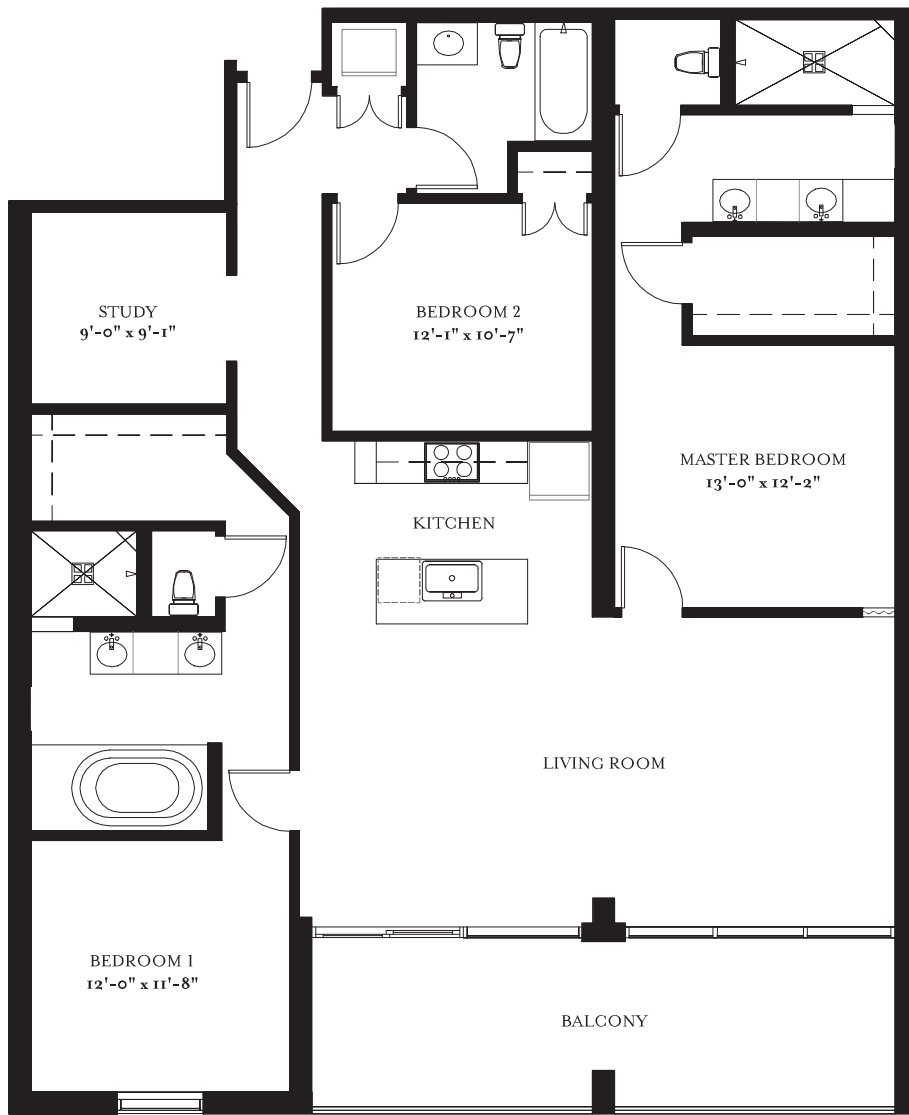 STUDY
9'-0" x 9'-1"
BEDROOM 2
12'-1" x 10'-7"
MASTER BEDROOM
13'-0" x 12'-2"
KITCHEN
LIVING ROOM
BEDROOM 1
12'-0" x 11'-8"
BALCONY